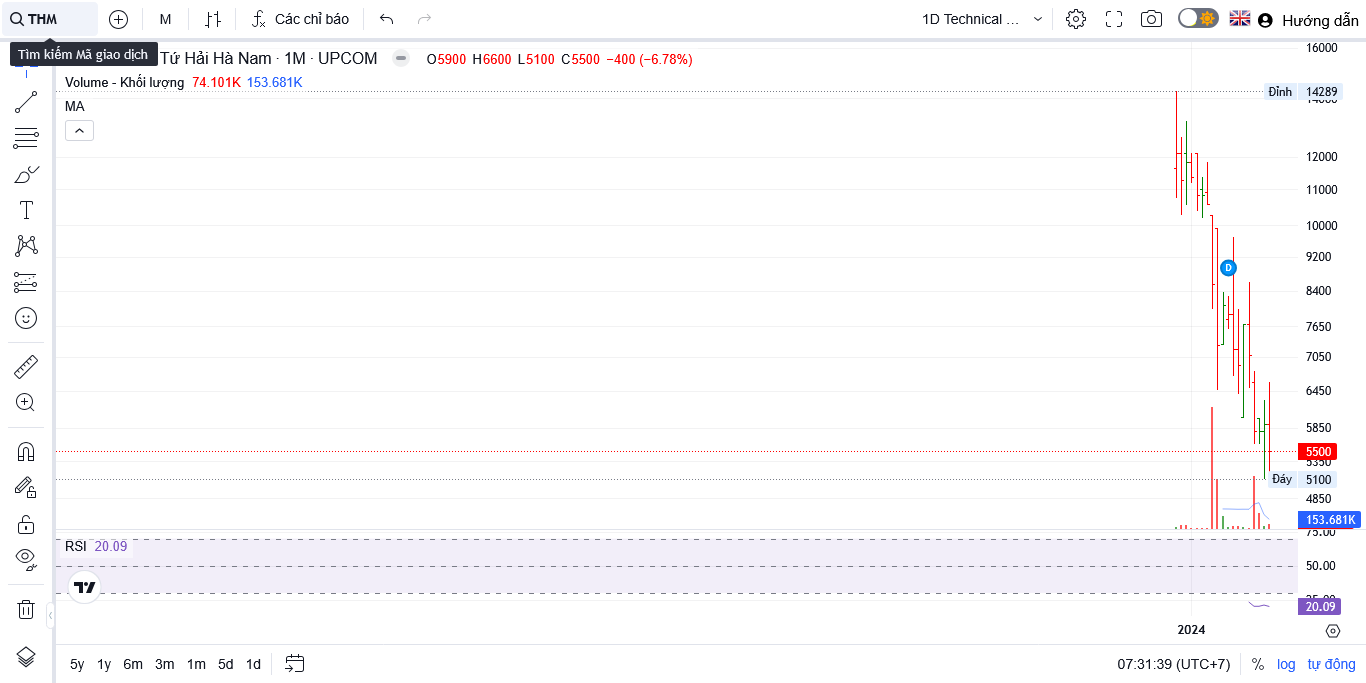 THM
M
Các chỉ báo
1D Technical ...
Hướng dẫn
Tìm kiếm Mã giao dịch
Tứ Hải Hà Nam · 1M · UPCOM
O5900 H6600 L5100 C5500 −400 (−6.78%)
Volume - Khối lượng 74.101K 153.681K
MA
16000
Đỉnh 14289
12000
11000
10000
9200
8400
7650
7050
6450
5850
5500
5350
Đáy 5100
4850
153.681K
75.00
50.00
20.09
D
RSI 20.09
2024
5y 1y 6m 3m 1m 5d 1d
07:31:39 (UTC+7)
% log tự động